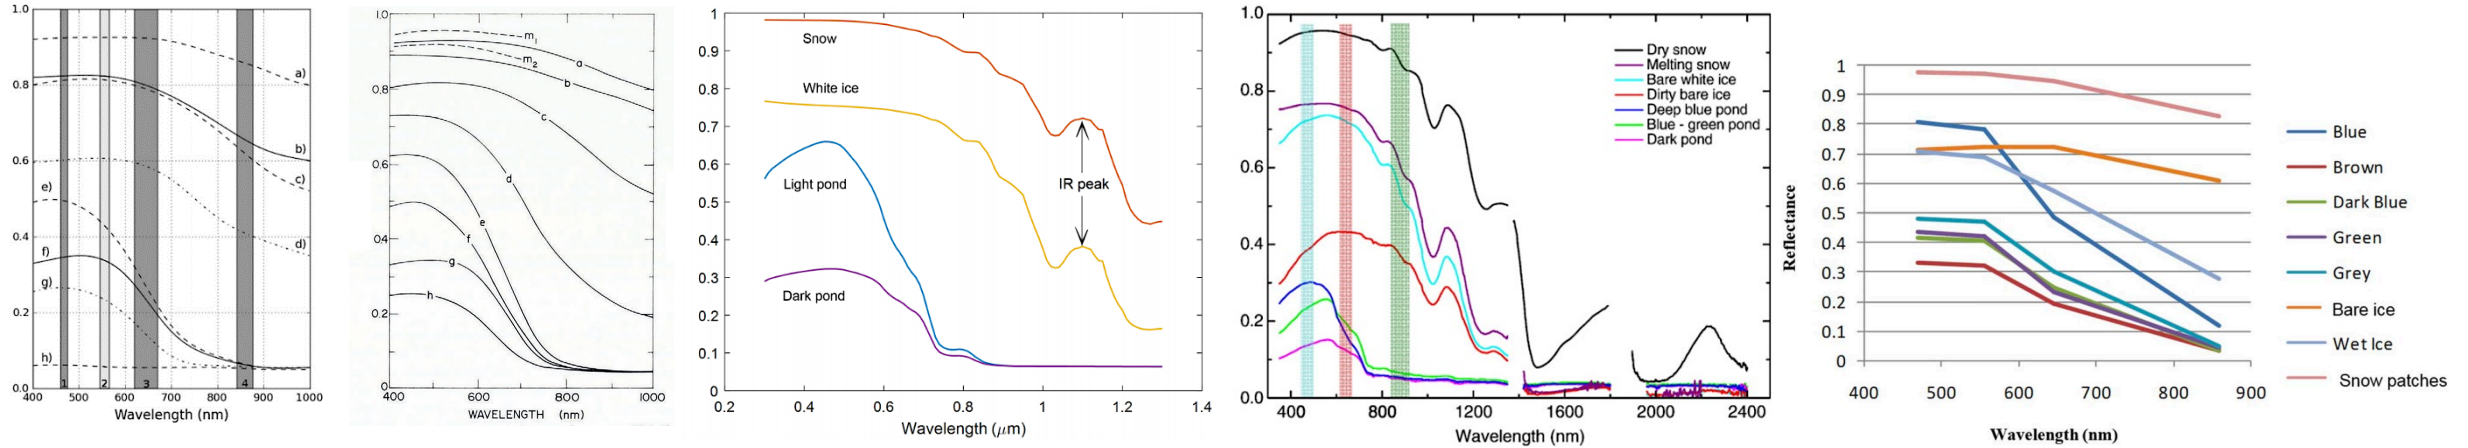 1.0
0.8
0.6
0.4
0.2
0.0
a)
b)
c)
d)
e)
f)
g)
h)
1 2 3 4
400 500 600 700 800 900 1000
Wavelength (nm)
1.0
0.8
0.6
0.4
0.2
0
m1
m2
a
b
c
d
e
f
g
h
400 600 800 1000
WAVELENGTH (nm)
1
0.9
0.8
0.7
0.6
0.5
0.4
0.3
0.2
0.1
0
Snow
White ice
Light pond
IR peak
Dark pond
0.2 0.4 0.6 0.8 1 1.2 1.4
Wavelength (μm)
1.0
0.8
0.6
0.4
0.2
0.0
Dry snow
Melting snow
Bare white ice
Dirty bare ice
Deep blue pond
Blue - green pond
Dark pond
400 800 1200 1600 2000 2400
Wavelength (nm)
Reflectance
1
0.9
0.8
0.7
0.6
0.5
0.4
0.3
0.2
0.1
0
400 500 600 700 800 900
Wavelength (nm)
Blue
Brown
Dark Blue
Green
Grey
Bare ice
Wet Ice
Snow patches